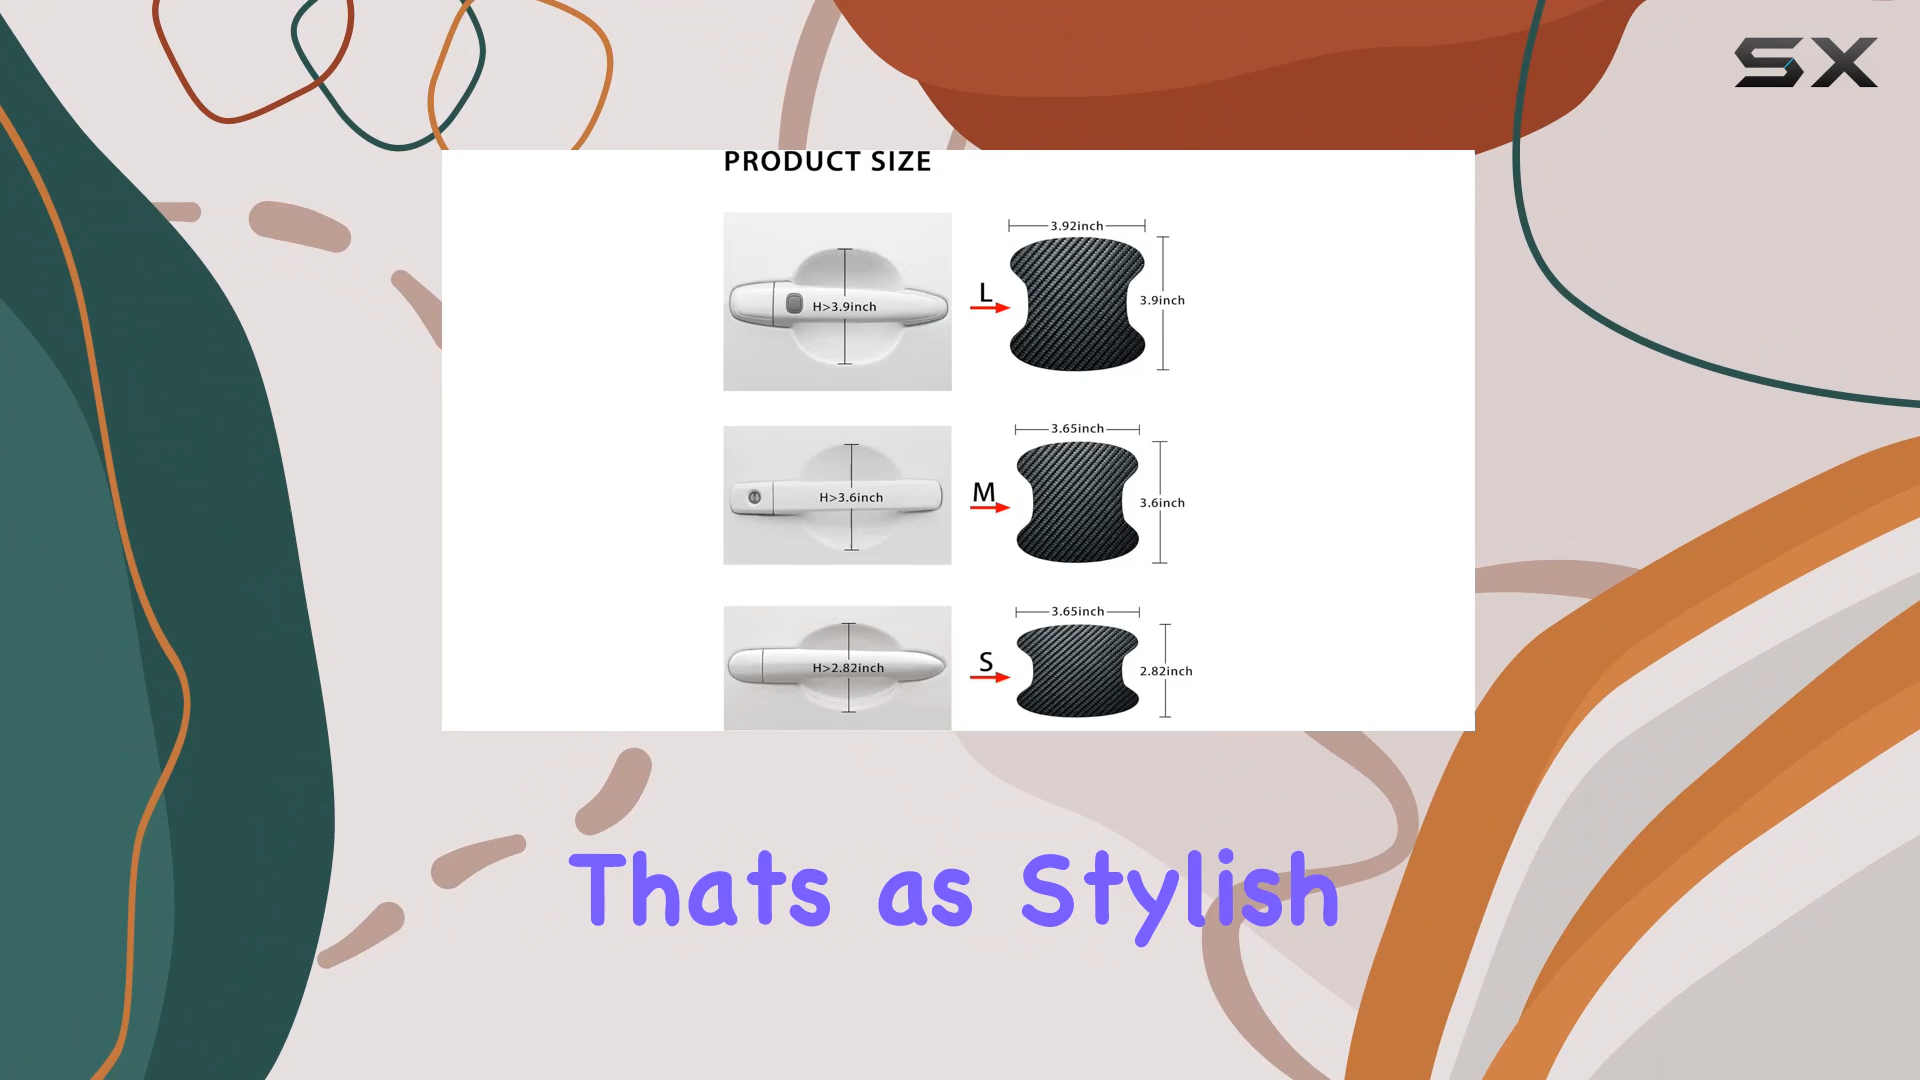 SX
PRODUCT SIZE
3.92inch
H>3.9inch
L
3.9inch
3.65inch
H>3.6inch
M
3.6inch
3.65inch
H>2.82inch
S
2.82inch
Thats as Stylish